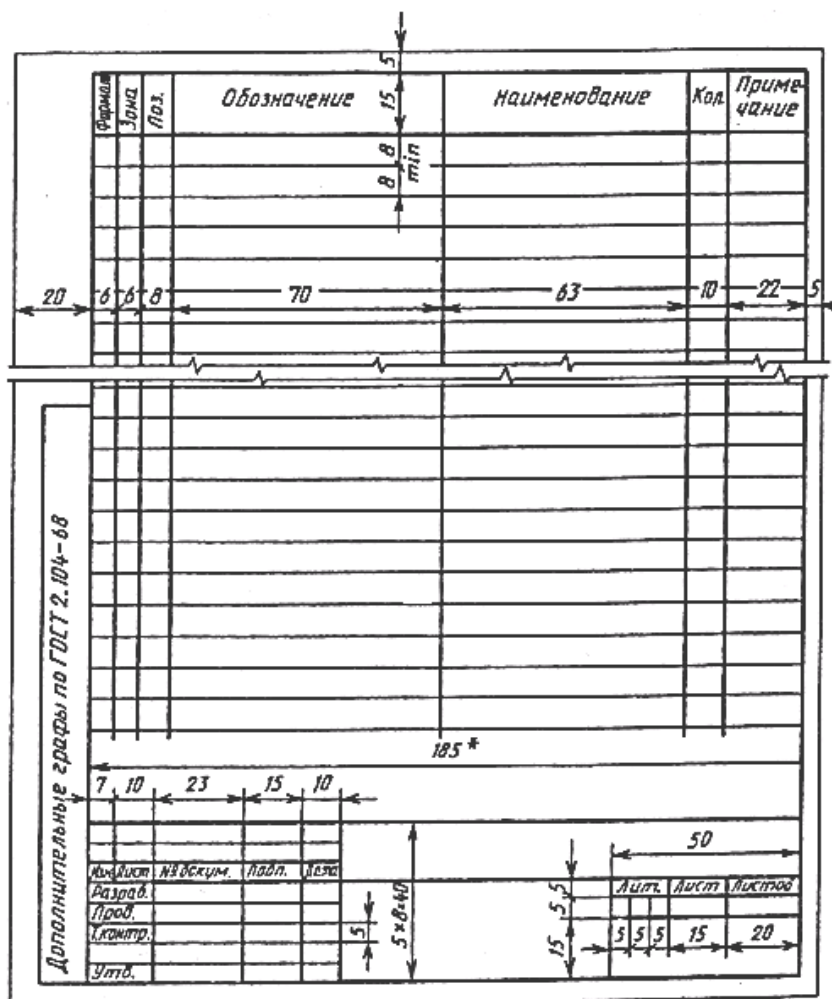 5
Формат Зона Поз. Обозначение 15 Наименование Кол. Приме-
чание
8 8 min
20 6 6 8 70 63 10 22 5
185*
7 10 23 15 10
50
Изм Лист № докум. Подп. Дата
Лит. Лист Листов
Разраб.
Пров.
Т.контр.
Утв.
5
5×8=40
5 5
15
5 5 5 15 20
Дополнительные графы по ГОСТ 2.104-68